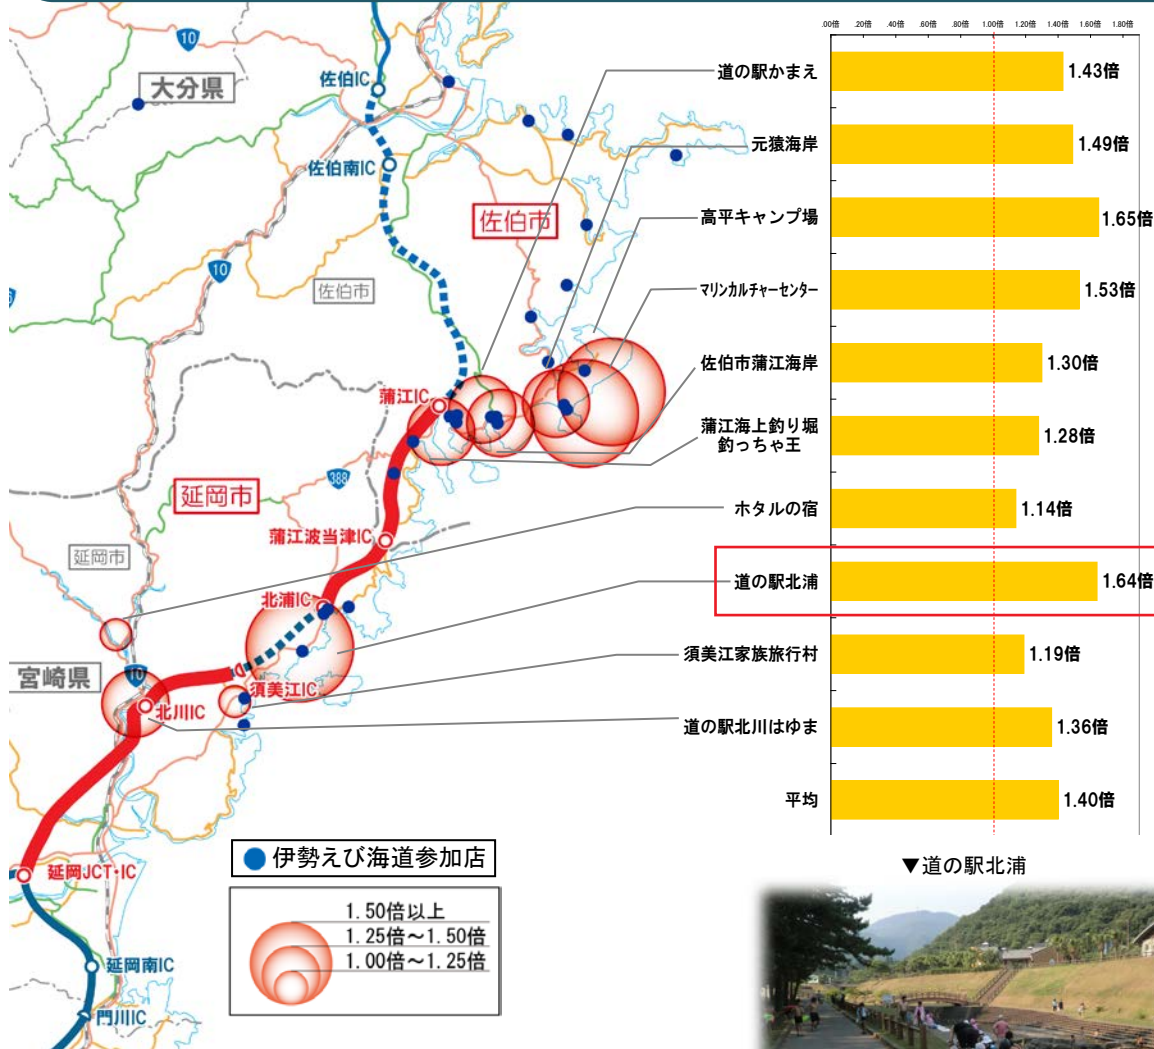 .00倍 .20倍 .40倍 .60倍 .80倍 1.00倍 1.20倍 1.40倍 1.60倍 1.80倍
道の駅かまえ 1.43倍
元猿海岸 1.49倍
高平キャンプ場 1.65倍
マリンカルチャーセンター 1.53倍
佐伯市蒲江海岸 1.30倍
蒲江海上釣り堀
釣っちゃ王 1.28倍
ホタルの宿 1.14倍
道の駅北浦 1.64倍
須美江家族旅行村 1.19倍
道の駅北川はゆま 1.36倍
平均 1.40倍
10
大分県
佐伯IC
佐伯南IC
佐伯市
10
佐伯市
蒲江IC
388
延岡市
蒲江波当津IC
延岡市
北浦IC
宮崎県
10
須美江IC
北川IC
延岡JCT・IC
延岡南IC
門川IC
伊勢えび海道参加店
1.50倍以上
1.25倍～1.50倍
1.00倍～1.25倍
▼道の駅北浦